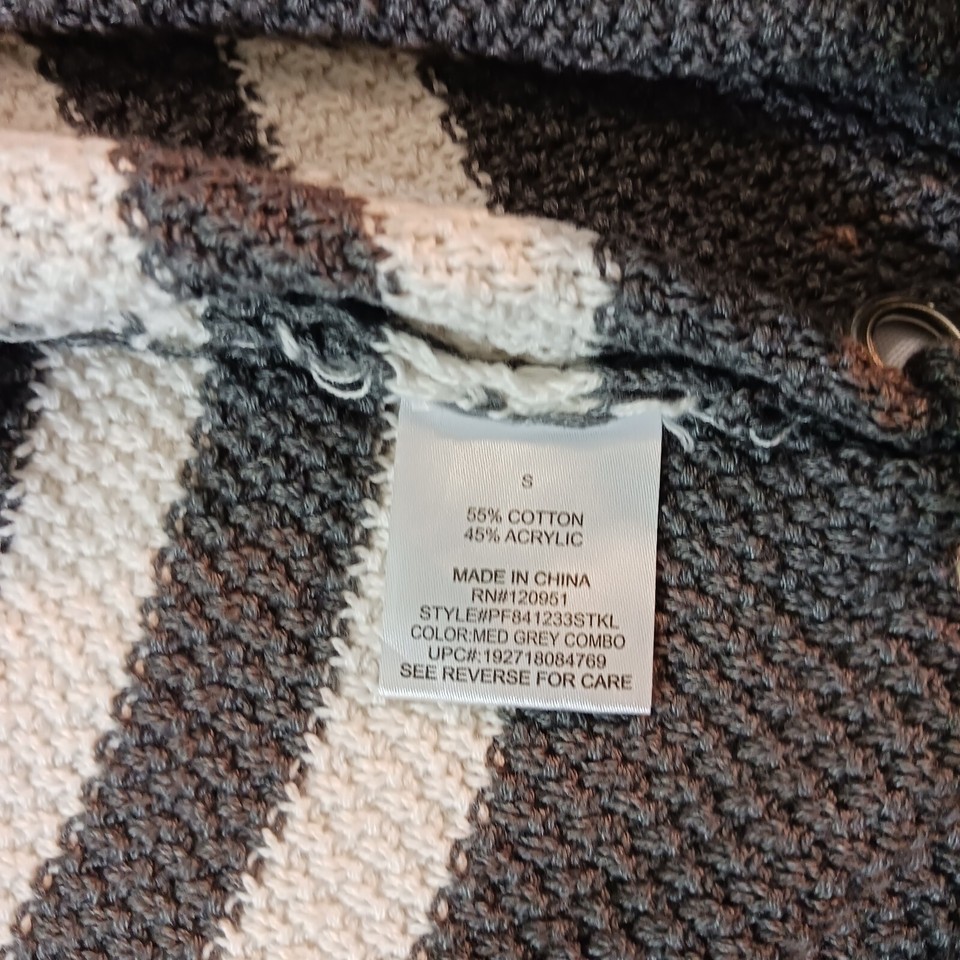 S
55% COTTON
45% ACRYLIC
MADE IN CHINA
RN#120951
STYLE#PF841233STKL
COLOR:MED GREY COMBO
UPC#:192718084769
SEE REVERSE FOR CARE